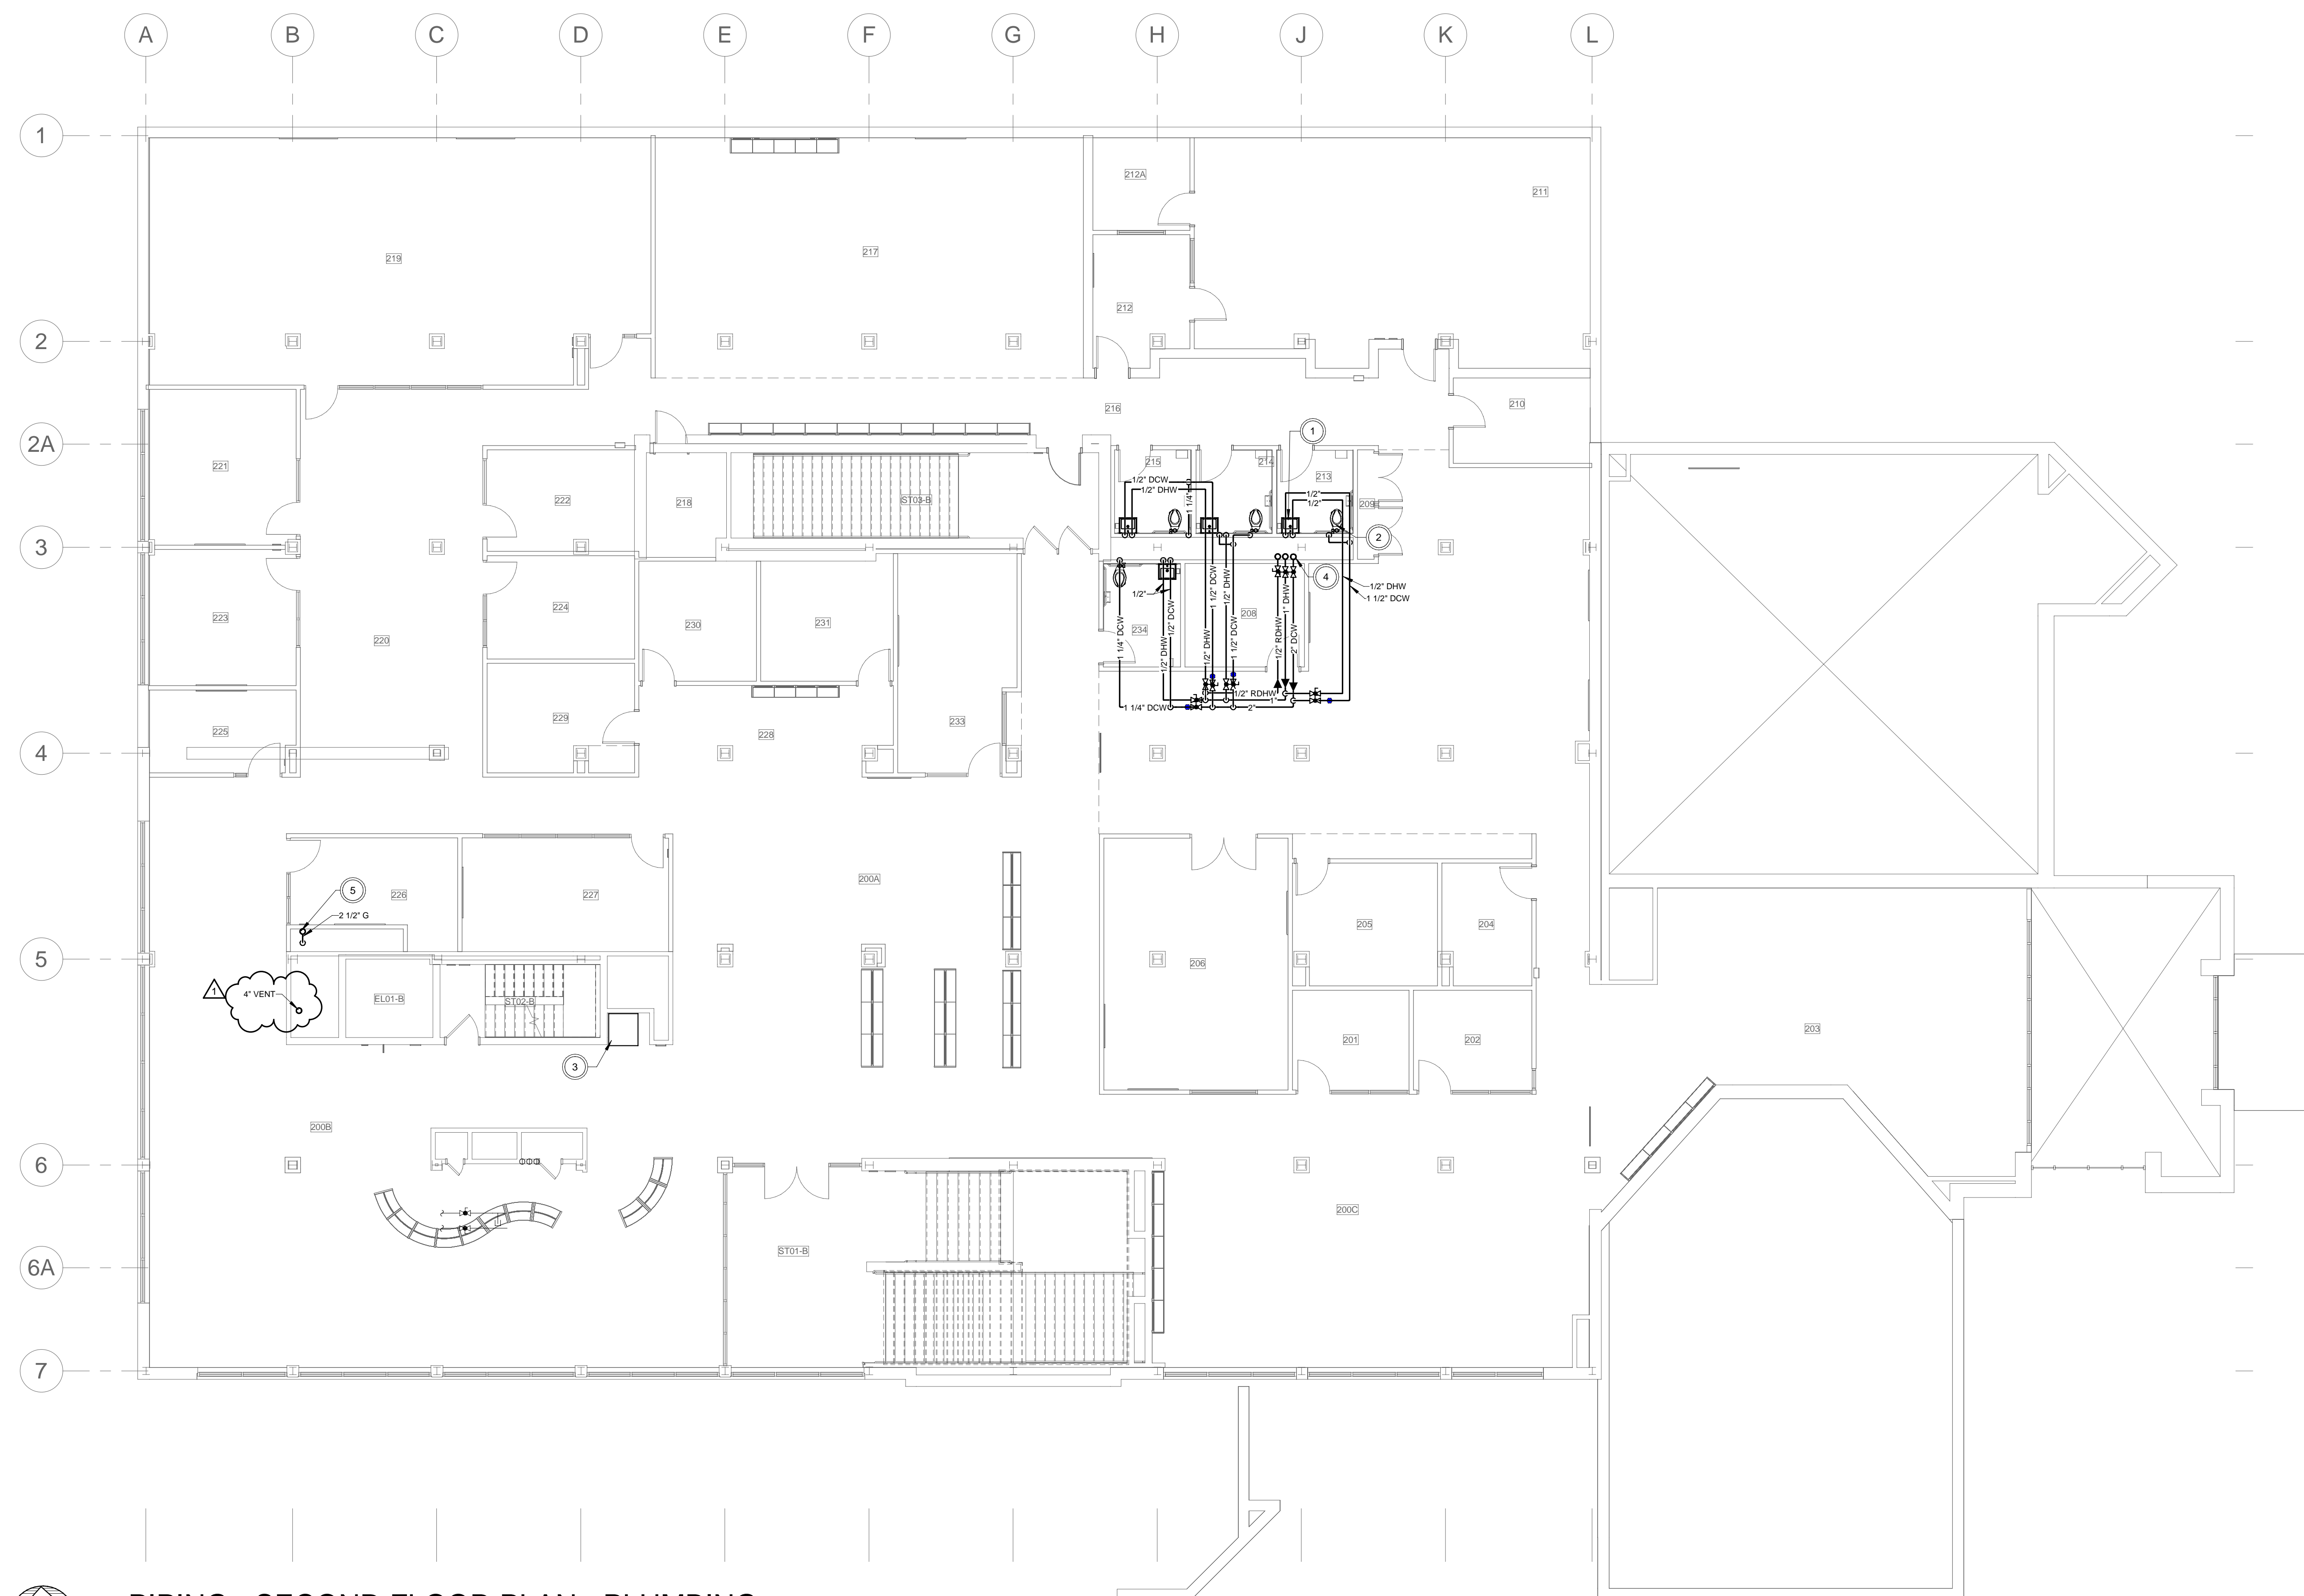 A B C D E F G H J K L
1
212A
211
219
217
212
2
210
216
1
2A
221
222
218
ST03-B
215
214
213
209
1/2" DCW
1/2" DHW
1 1/4"
1/2"
1/2"
3
2
4
1/2" DHW
1 1/2" DCW
223
220
224
230
231
234
208
1/2"
1 1/4" DCW
1/2" DHW
1/2" DCW
1/2" DHW
1 1/2" DCW
1/2" DHW
1 1/2" DCW
1/2" RDHW
1" DHW
2" DCW
1/2" RDHW
1"
1 1/4" DCW
2"
225
229
228
233
4
5
226
227
200A
2 1/2" G
205
204
5
206
1
4" VENT
EL01-B
ST02-B
3
201
202
203
200B
6
200C
ST01-B
6A
7